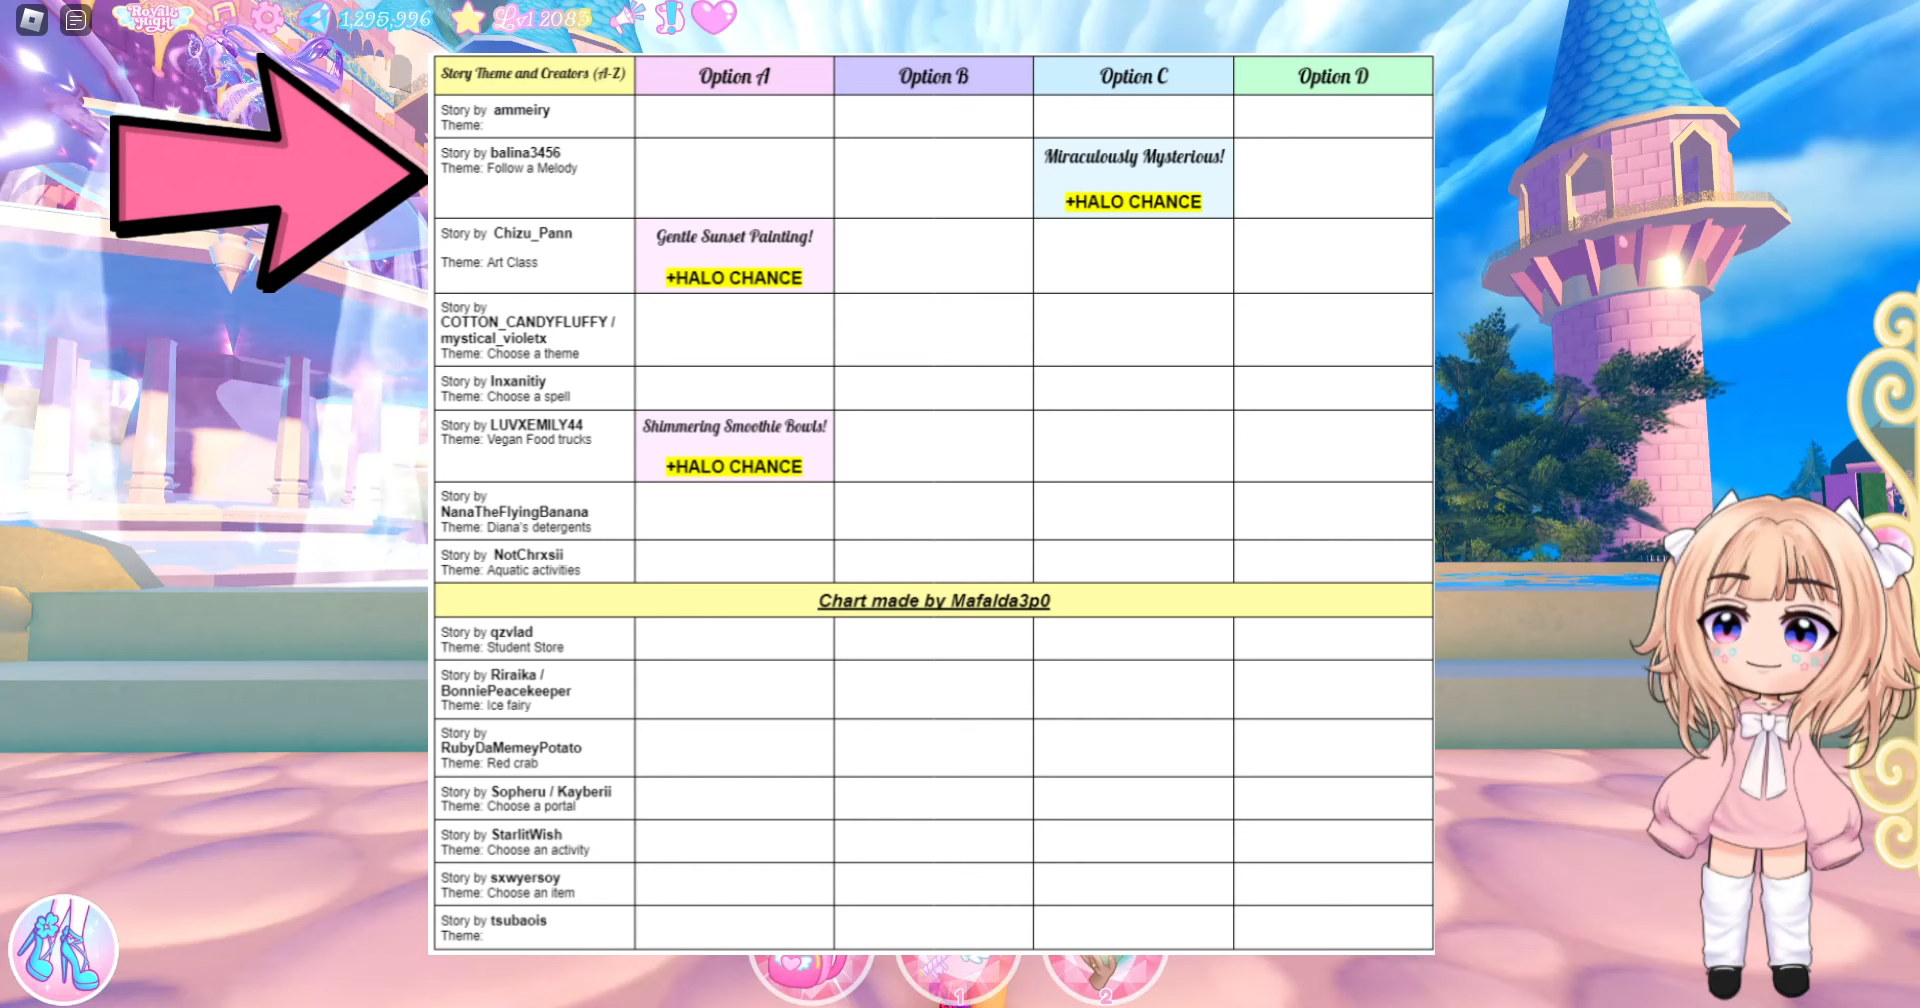 Royale
High
1,295,996
Lvl 2083
Story Theme and Creators (A-Z)
Option A
Option B
Option C
Option D
Story by ammeiry
Theme:
Story by balina3456
Theme: Follow a Melody
Miraculously Mysterious!
+HALO CHANCE
Story by Chizu_Pann
Theme: Art Class
Gentle Sunset Painting!
+HALO CHANCE
Story by
COTTON_CANDYFLUFFY /
mystical_violetx
Theme: Choose a theme
Story by Inxanitiy
Theme: Choose a spell
Story by LUVXEMILY44
Theme: Vegan Food trucks
Shimmering Smoothie Bowls!
+HALO CHANCE
Story by
NanaTheFlyingBanana
Theme: Diana's detergents
Story by NotChrxsii
Theme: Aquatic activities
Chart made by Mafalda3p0
Story by qzvlad
Theme: Student Store
Story by Riraika /
BonniePeacekeeper
Theme: Ice fairy
Story by
RubyDaMemeyPotato
Theme: Red crab
Story by Sopheru / Kayberii
Theme: Choose a portal
Story by StarlitWish
Theme: Choose an activity
Story by sxwyersoy
Theme: Choose an item
Story by tsubaois
Theme:
1
2